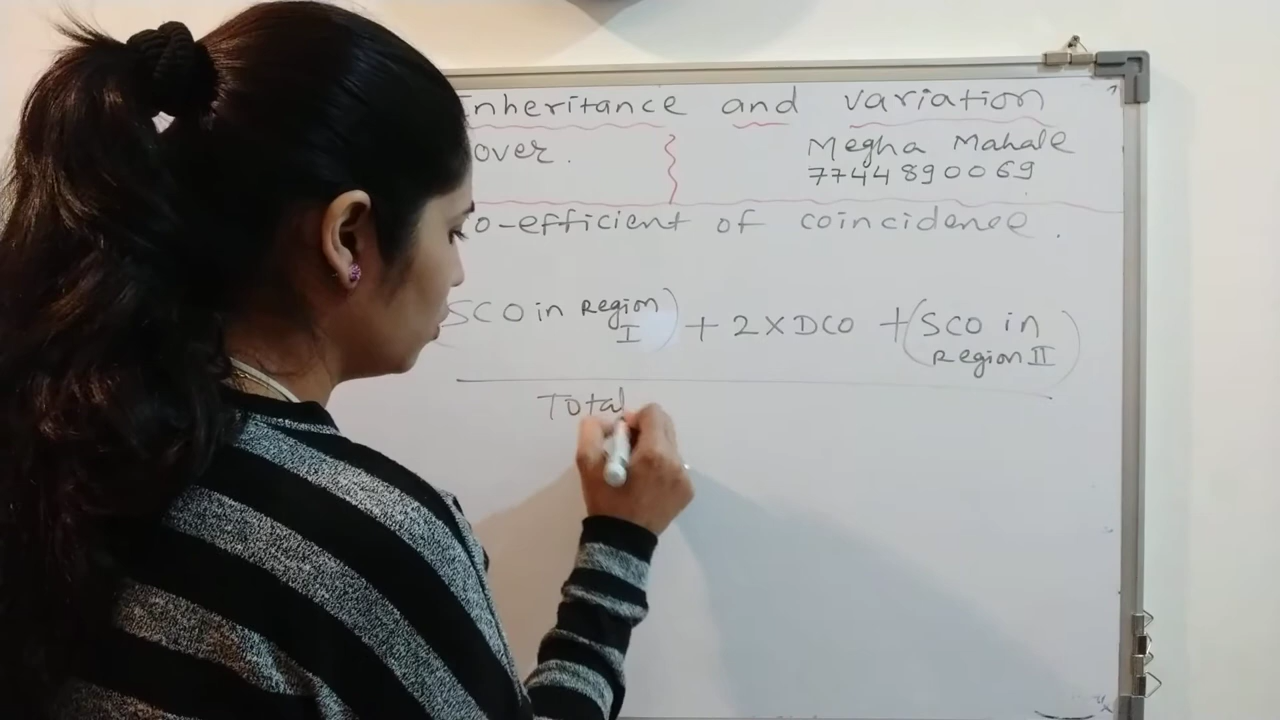 Inheritance and variation
over.
Megha Mahale
7744890069
o-efficient of coincidence.
SCO in Region I) + 2 X DCO + (SCO in Region II)
Total